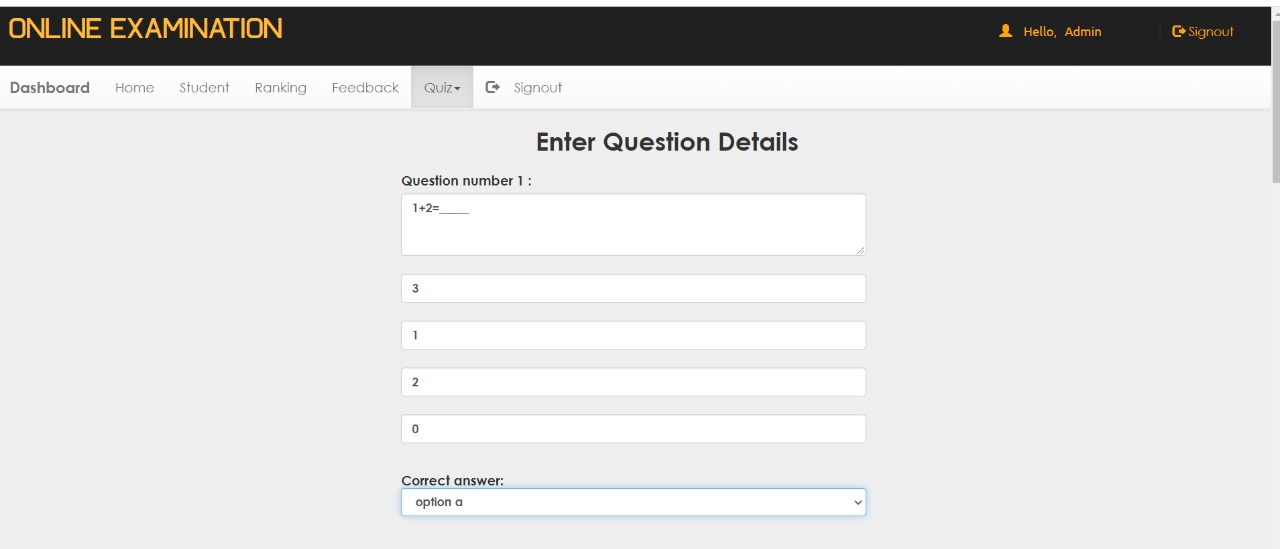 ONLINE EXAMINATION
Hello, Admin
Signout
Dashboard Home Student Ranking Feedback Quiz Signout
Enter Question Details
Question number 1 :
1+2=_____
3
1
2
0
Correct answer:
option a